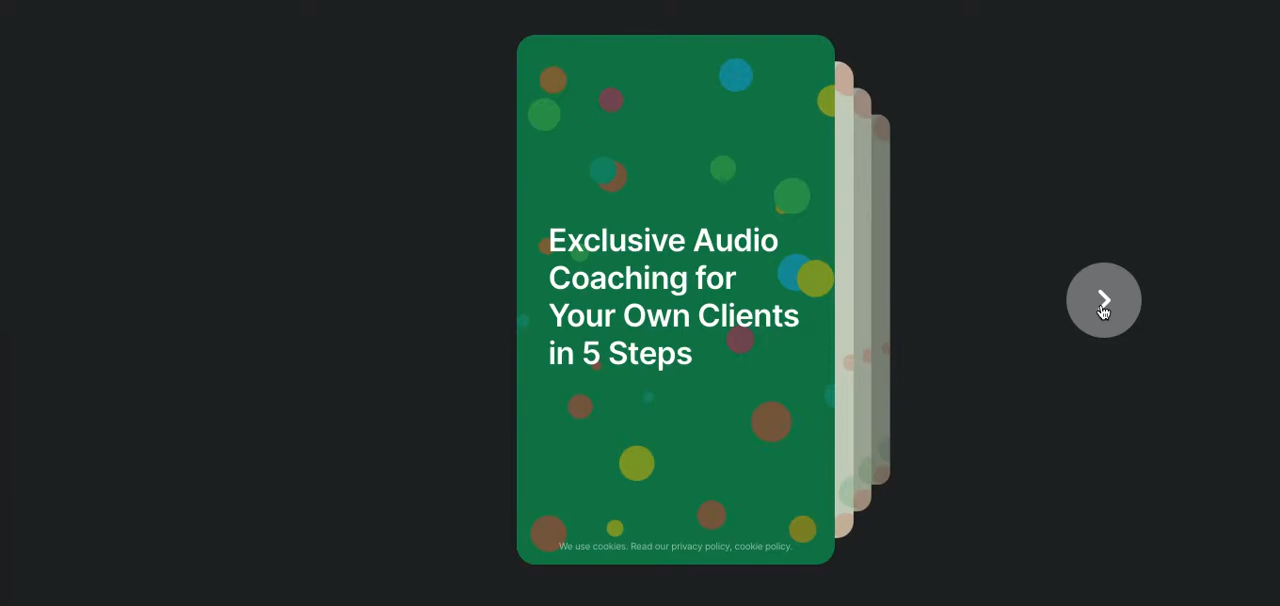 Exclusive Audio
Coaching for
Your Own Clients
in 5 Steps
We use cookies. Read our privacy policy, cookie policy.